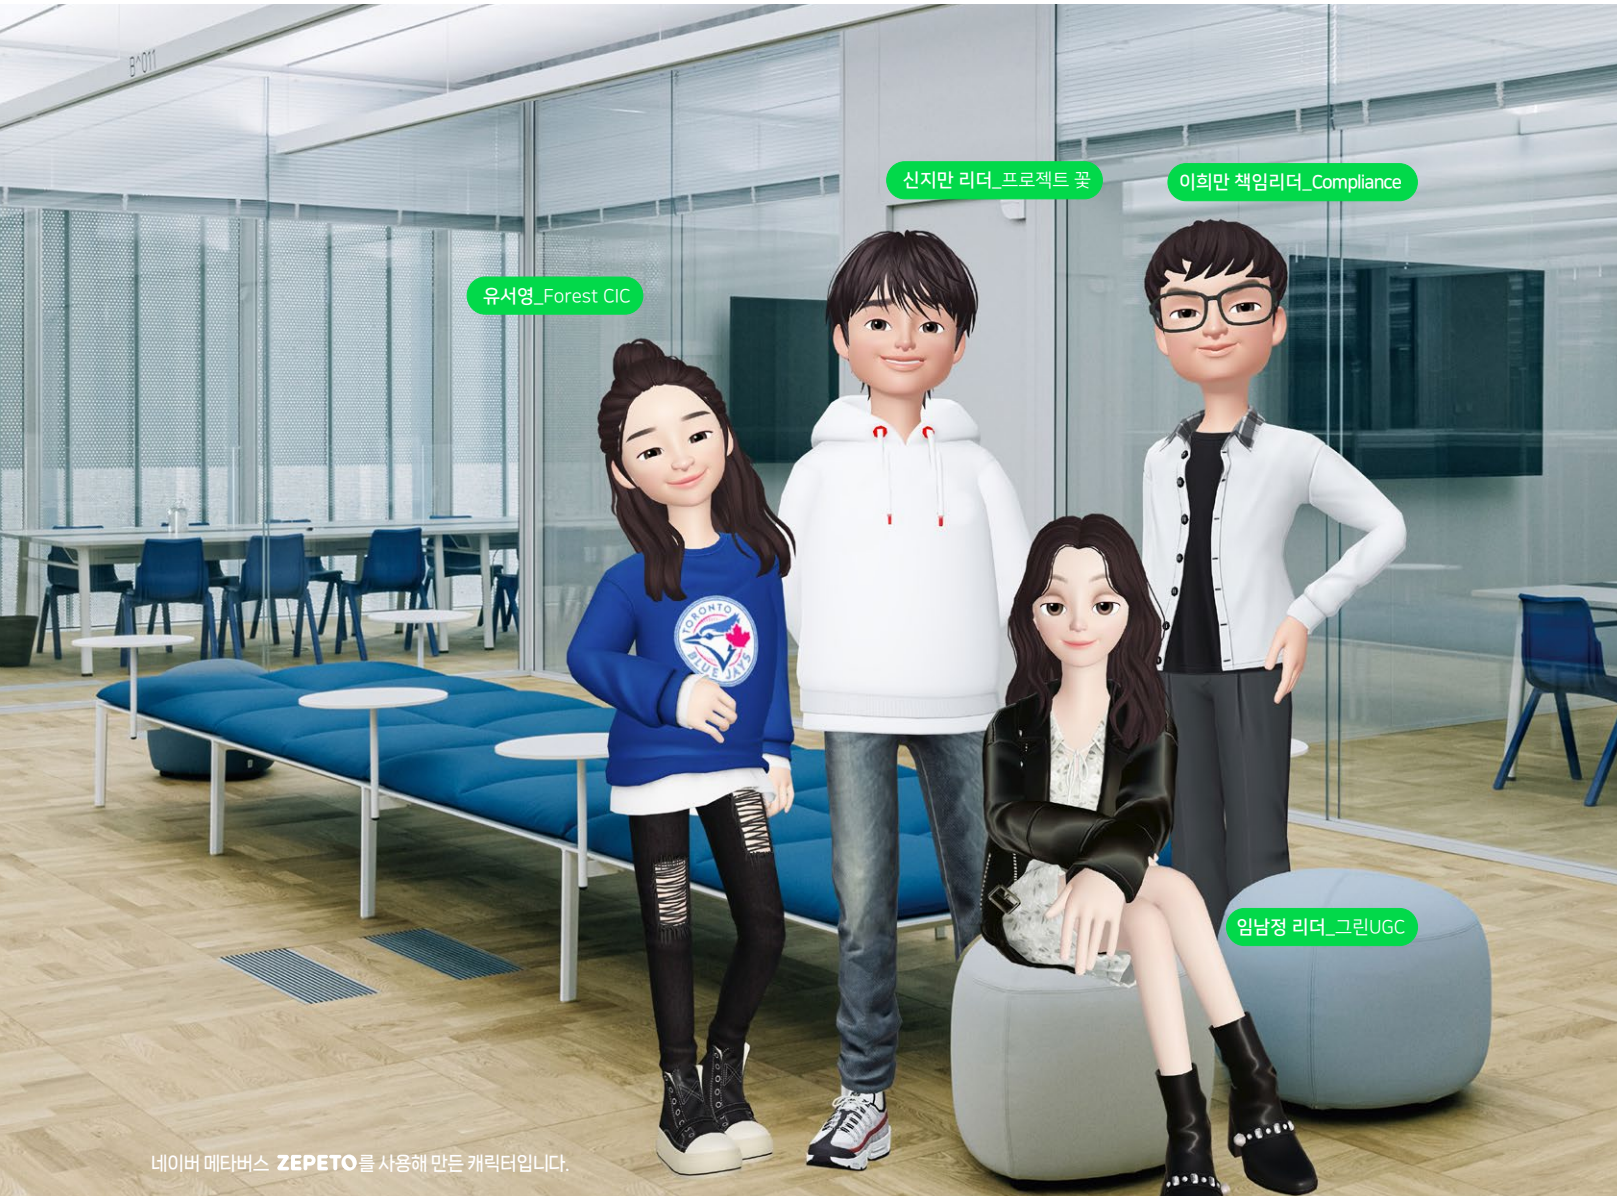 B^011
신지만 리더_프로젝트 꽃
이희만 책임리더_Compliance
유서영_Forest CIC
TORONTO
BLUE JAYS
임남정 리더_그린UGC
네이버 메타버스 ZEPETO를 사용해 만든 캐릭터입니다.